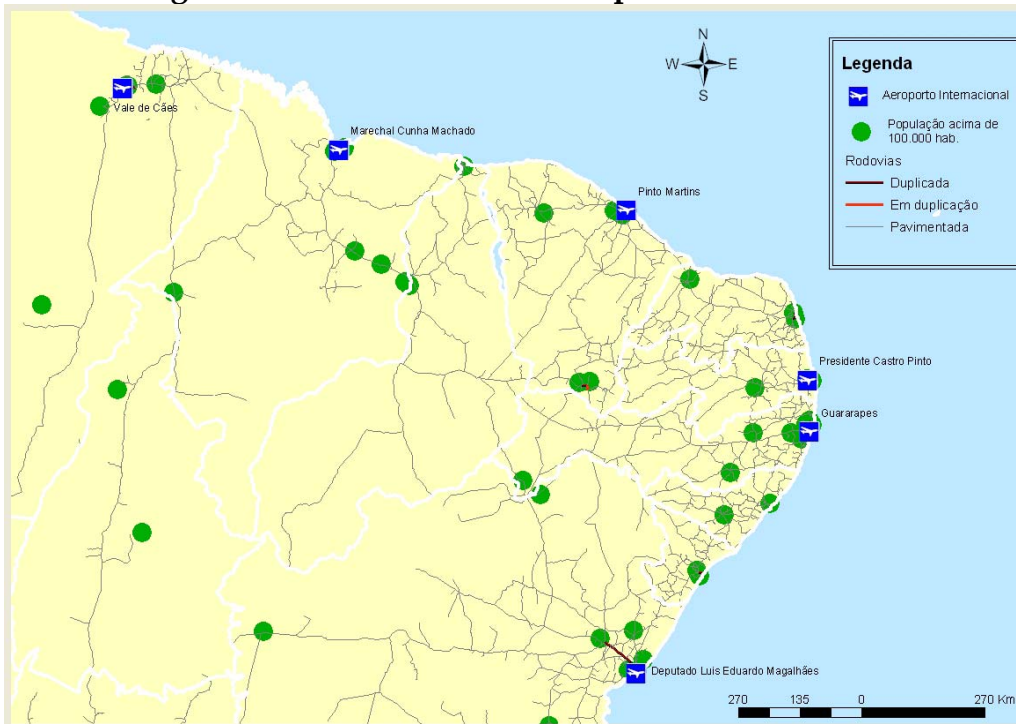 N
W
E
S
Legenda
Aeroporto Internacional
População acima de
100.000 hab.
Rodovias
Duplicada
Em duplicação
Pavimentada
Vale de Cães
Marechal Cunha Machado
Pinto Martins
Presidente Castro Pinto
Guararapes
Deputado Luis Eduardo Magalhães
270
135
0
270 Km